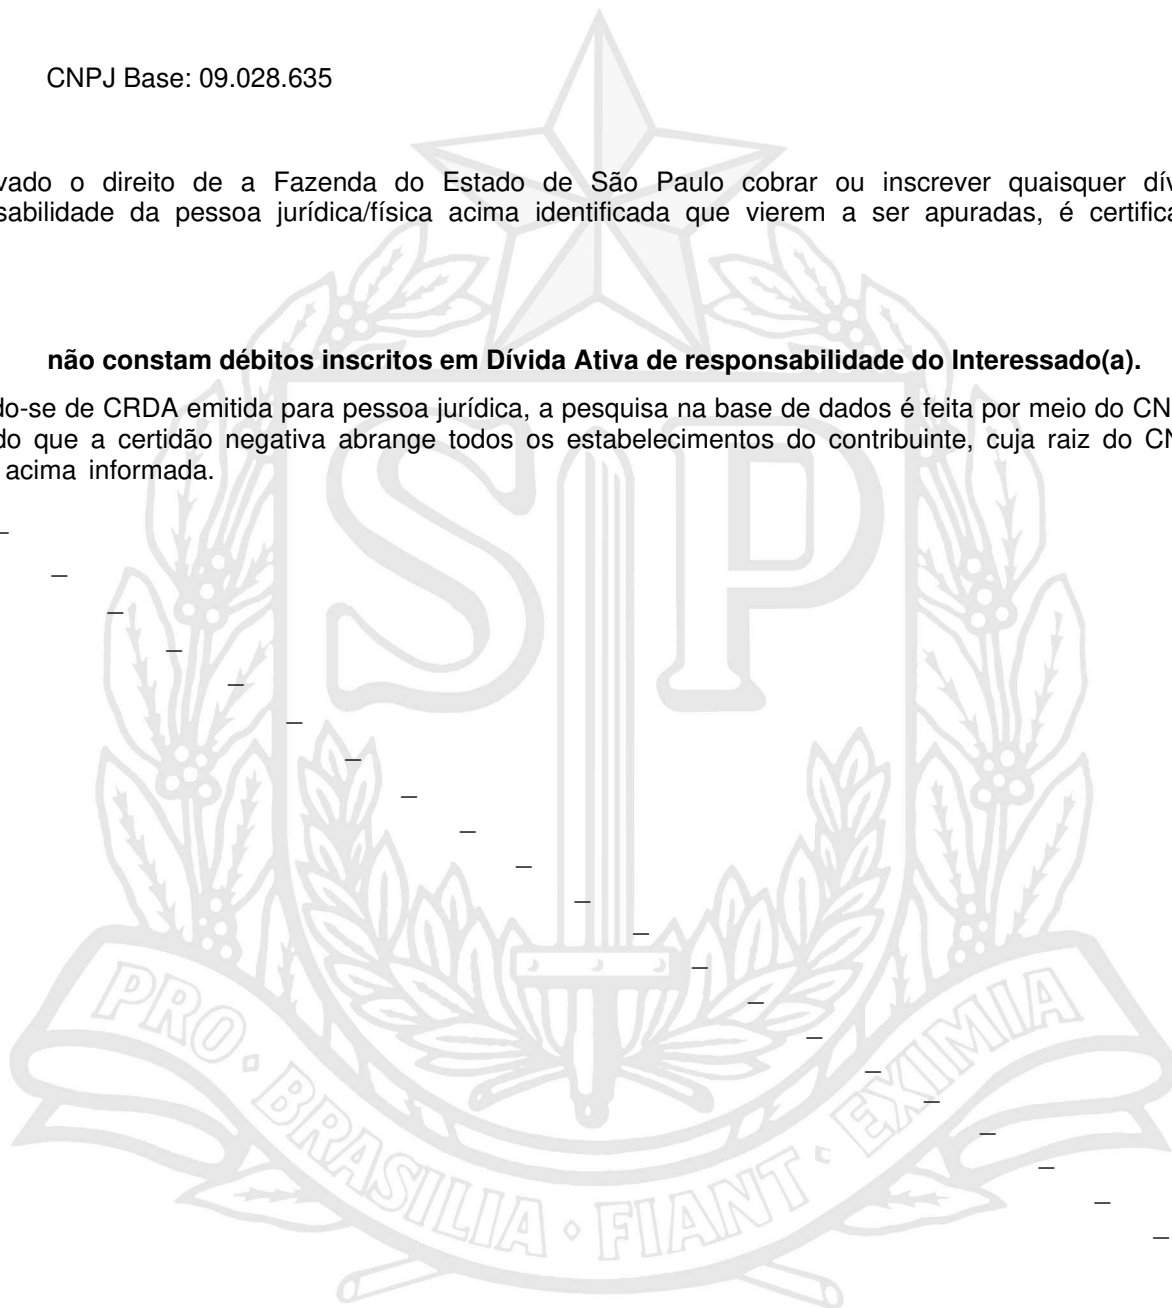 CNPJ Base: 09.028.635
vado o direito de a Fazenda do Estado de São Paulo cobrar ou inscrever quaisquer dív
sabilidade da pessoa jurídica/física acima identificada que vierem a ser apuradas, é certifica
não constam débitos inscritos em Dívida Ativa de responsabilidade do Interessado(a).
do-se de CRDA emitida para pessoa jurídica, a pesquisa na base de dados é feita por meio do CN
do que a certidão negativa abrange todos os estabelecimentos do contribuinte, cuja raiz do CN
acima informada.
SP
PRO · BRASILIA · FIANT · EXIMIA